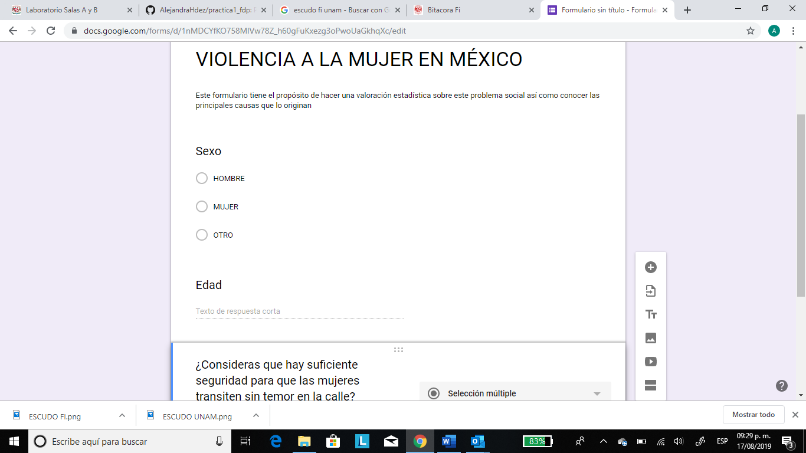 Laboratorio Salas A y B
AlejandraHdez/practica1_fdp: F
escudo fi unam - Buscar con G
Bitacora Fi
Formulario sin título - Formula
docs.google.com/forms/d/1nMDCYfKO758MlVw78Z_h60gFuKxezg3oPwoUaGkhqXc/edit
A
VIOLENCIA A LA MUJER EN MÉXICO
Este formulario tiene el propósito de hacer una valoración estadística sobre este problema social así como conocer las
principales causas que lo originan
Sexo
HOMBRE
MUJER
OTRO
Edad
Texto de respuesta corta
¿Consideras que hay suficiente
seguridad para que las mujeres
transiten sin temor en la calle?
Selección múltiple
Tт
ESCUDO FI.png
ESCUDO UNAM.png
Mostrar todo
Escribe aquí para buscar
83%
ESP
09:29 p. m.
17/08/2019
3